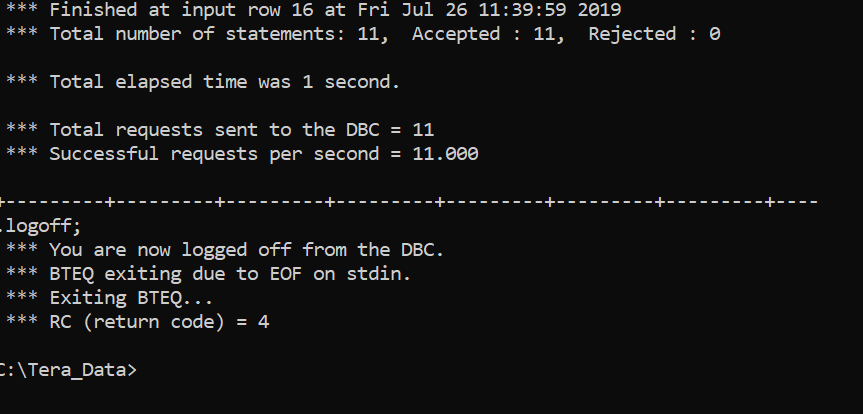 *** Finished at input row 16 at Fri Jul 26 11:39:59 2019
*** Total number of statements: 11,  Accepted : 11,  Rejected : 0
*** Total elapsed time was 1 second.
*** Total requests sent to the DBC = 11
*** Successful requests per second = 11.000
+---------+---------+---------+---------+---------+---------+---------+----
.logoff;
*** You are now logged off from the DBC.
*** BTEQ exiting due to EOF on stdin.
*** Exiting BTEQ...
*** RC (return code) = 4
C:\Tera_Data>